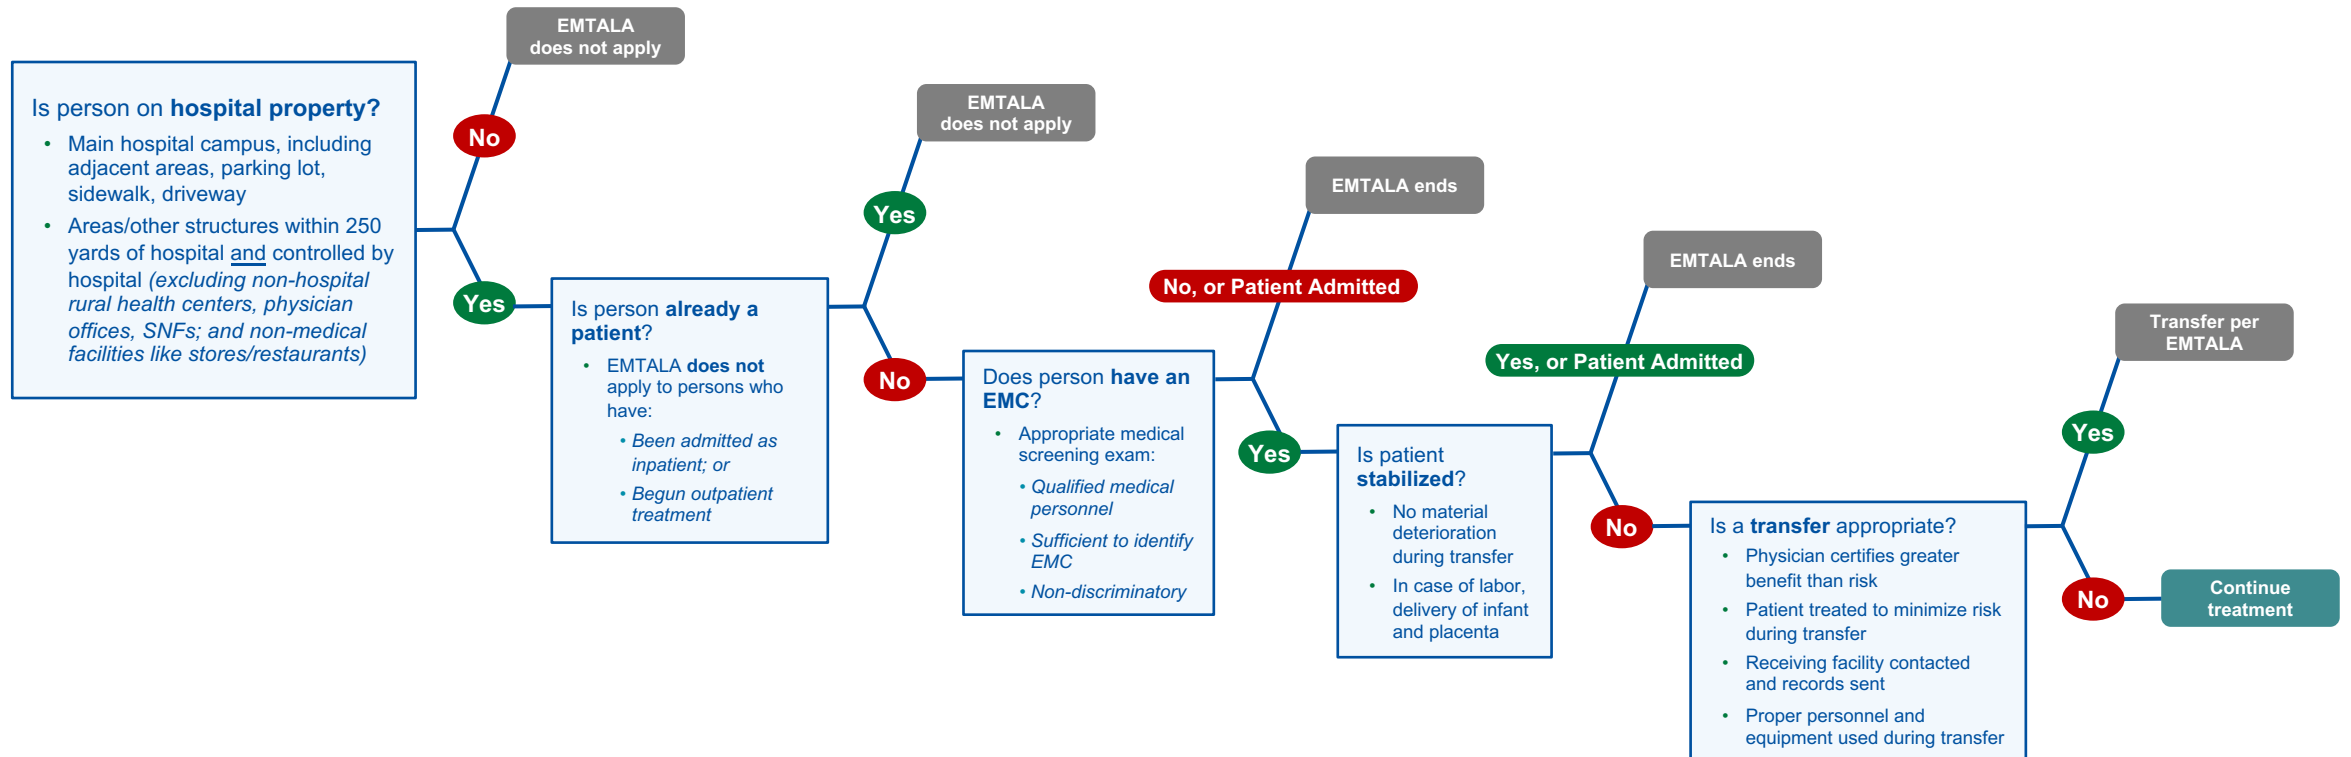 EMTALA
does not apply
Is person on hospital property?
• Main hospital campus, including
adjacent areas, parking lot,
sidewalk, driveway
• Areas/other structures within 250
yards of hospital and controlled by
hospital (excluding non-hospital
rural health centers, physician
offices, SNFs; and non-medical
facilities like stores/restaurants)
No
Yes
EMTALA
does not apply
Yes
Is person already a
patient?
• EMTALA does not
apply to persons who
have:
• Been admitted as
inpatient; or
• Begun outpatient
treatment
No
EMTALA ends
No, or Patient Admitted
Does person have an
EMC?
• Appropriate medical
screening exam:
• Qualified medical
personnel
• Sufficient to identify
EMC
• Non-discriminatory
Yes
EMTALA ends
Yes, or Patient Admitted
Is patient
stabilized?
• No material
deterioration
during transfer
• In case of labor,
delivery of infant
and placenta
No
Transfer per
EMTALA
Yes
Is a transfer appropriate?
• Physician certifies greater
benefit than risk
• Patient treated to minimize risk
during transfer
• Receiving facility contacted
and records sent
• Proper personnel and
equipment used during transfer
No
Continue
treatment